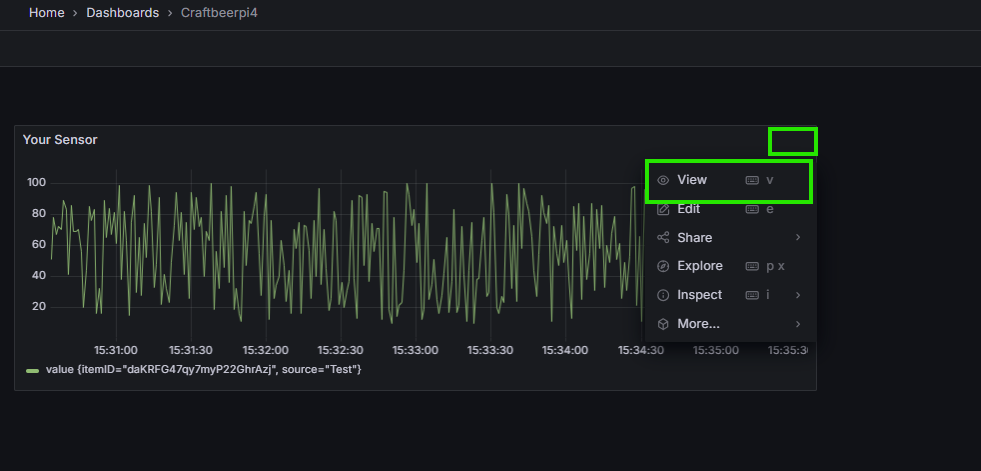 Home › Dashboards › Craftbeerpi4
Your Sensor
100
80
60
40
20
15:31:00 15:31:30 15:32:00 15:32:30 15:33:00 15:33:30 15:34:00 15:34:30 15:35:00 15:35:3
value {itemID="daKRFG47qy7myP22GhrAzj", source="Test"}
View v
Edit e
Share ›
Explore p x
Inspect i ›
More... ›